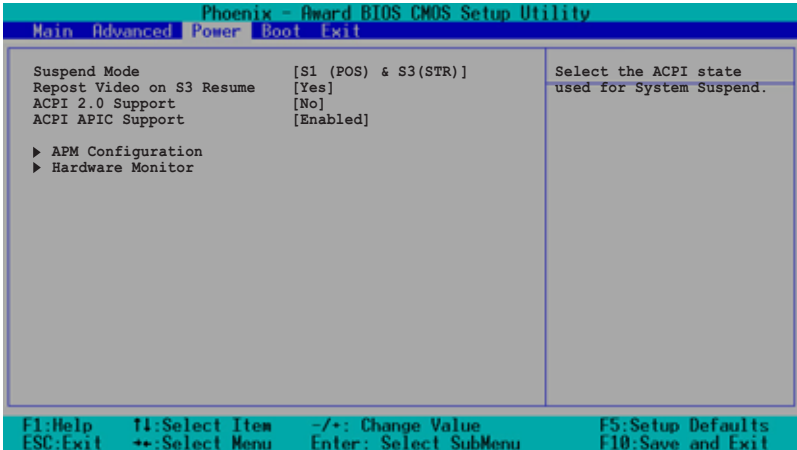 Phoenix - Award BIOS CMOS Setup Utility
Main Advanced Power Boot Exit
Suspend Mode [S1 (POS) & S3(STR)]
Repost Video on S3 Resume [Yes]
ACPI 2.0 Support [No]
ACPI APIC Support [Enabled]
APM Configuration
Hardware Monitor
Select the ACPI state
used for System Suspend.
F1:Help ↑↓:Select Item -/+: Change Value F5:Setup Defaults
ESC:Exit →←:Select Menu Enter: Select SubMenu F10:Save and Exit